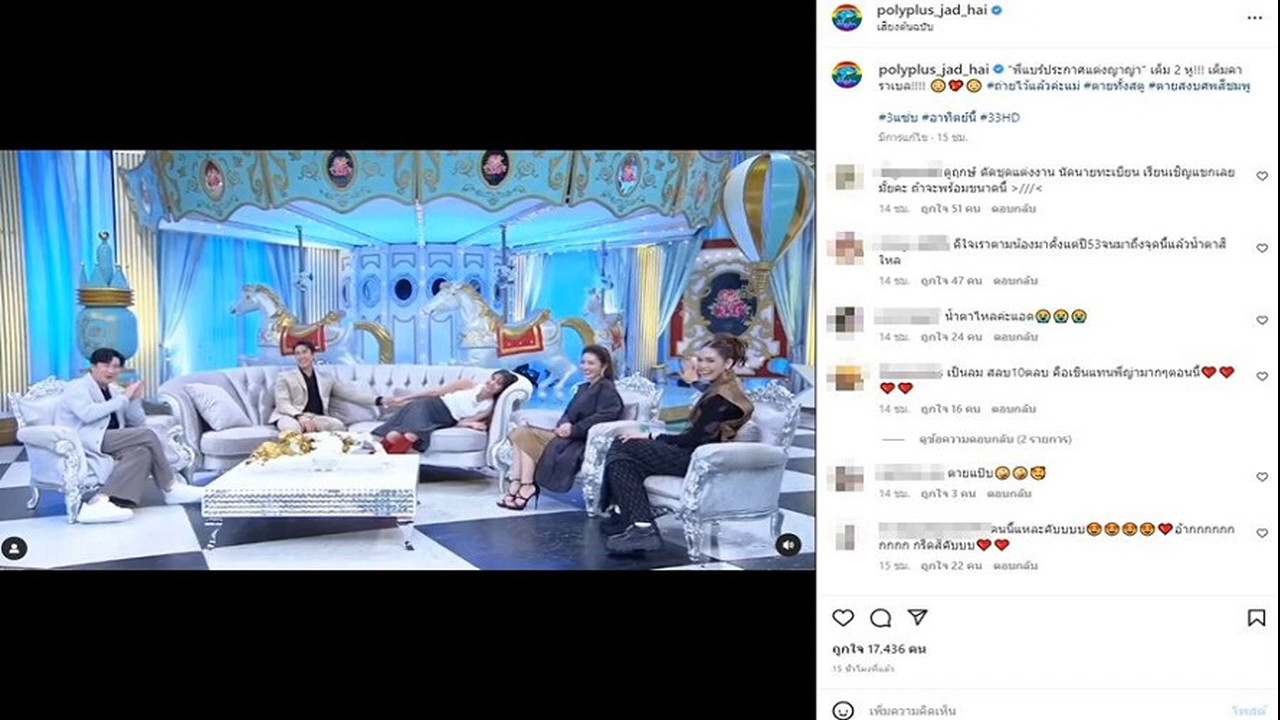 polyplus_jad_hai
เสียงต้นฉบับ
polyplus_jad_hai "พี่แบร์ประกาศแต่งญาญ่า" เต็ม 2 หู!!! เต็มคา
ราเบล!!!! 😳❤️😳 #ถ่ายไว้แล้วค่ะแม่ #ตายทั้งสตู #ตายสงบศพสีชมพู
#3แซ่บ #อาทิตย์นี้ #33HD
มีการแก้ไข · 15 ชม.
ดูฤกษ์ ตัดชุดแต่งงาน นัดนายทะเบียน เรียนเชิญแขกเลย
มั้ยคะ ถ้าจะพร้อมขนาดนี้ >///<
14 ชม. ถูกใจ 51 คน ตอบกลับ
ดีใจเราตามน้องมาตั้งแต่ปี53จนมาถึงจุดนี้แล้วน้ำตาสิ
ไหล
14 ชม. ถูกใจ 47 คน ตอบกลับ
น้ำตาไหลค่ะแอด😭😭😭
14 ชม. ถูกใจ 24 คน ตอบกลับ
เป็นลม สลบ10ตลบ คือเขินแทนพี่ญามากๆตอนนี้❤️❤️
❤️❤️
14 ชม. ถูกใจ 16 คน ตอบกลับ
ดูข้อความตอบกลับ (2 รายการ)
ตายแป๊บ🤪🤪🥰
14 ชม. ถูกใจ 3 คน ตอบกลับ
คนนี้แหละคับบบบ🥰🥰🥰🥰❤️อ๊ากกกกกก
กกกก กรี๊ดสิคับบบ❤️❤️
15 ชม. ถูกใจ 22 คน ตอบกลับ
ถูกใจ 17,436 คน
15 ชั่วโมงที่แล้ว
เพิ่มความคิดเห็น
โพสต์